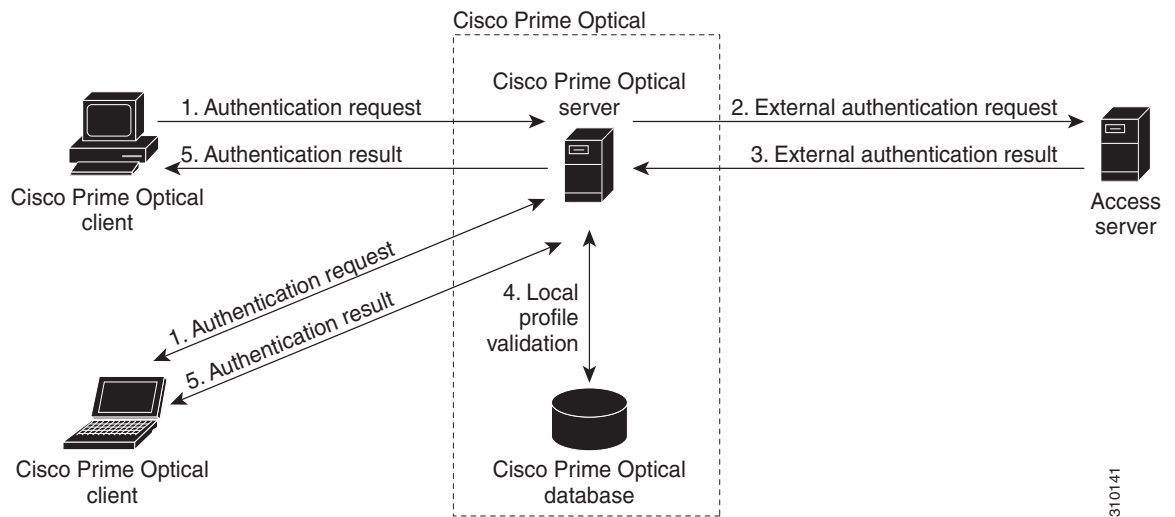 Cisco Prime Optical
Cisco Prime Optical
server
1. Authentication request
2. External authentication request
5. Authentication result
3. External authentication result
Cisco Prime Optical
client
Access
server
1. Authentication request
5. Authentication result
4. Local
profile
validation
Cisco Prime Optical
client
Cisco Prime Optical
database
310141